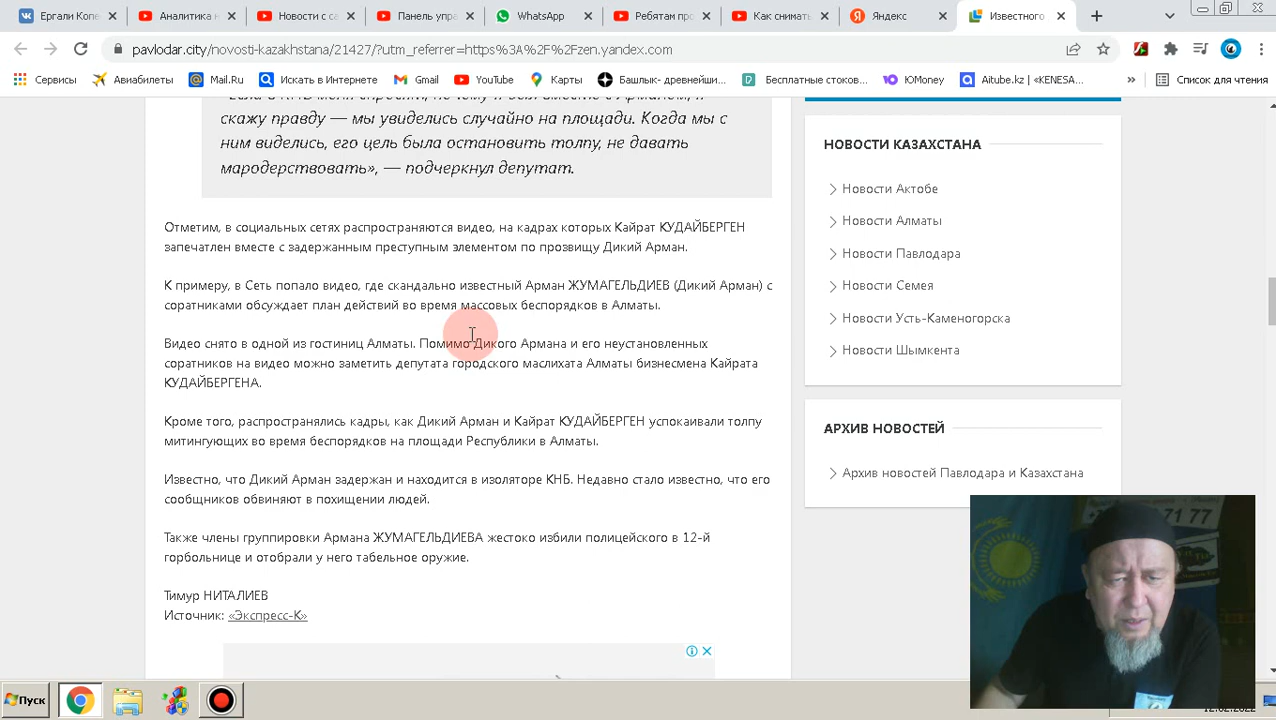 Ергали Копе
Аналитика н
Новости с са
Панель упра
WhatsApp
Ребятам про
Как снимать
Яндекс
Известного
pavlodar.city/novosti-kazakhstana/21427/?utm_referrer=https%3A%2F%2Fzen.yandex.com
Сервисы
Авиабилеты
Mail.Ru
Искать в Интернете
Gmail
YouTube
Карты
Башлык- древнейши...
Бесплатные стоков...
ЮMoney
Aitube.kz | «KENESA...
Список для чтения
скажу правду — мы увиделись случайно на площади. Когда мы с
ним виделись, его цель была остановить толпу, не давать
мародерствовать», — подчеркнул депутат.
Отметим, в социальных сетях распространяются видео, на кадрах которых Кайрат КУДАЙБЕРГЕН
запечатлен вместе с задержанным преступным элементом по прозвищу Дикий Арман.
К примеру, в Сеть попало видео, где скандально известный Арман ЖУМАГЕЛЬДИЕВ (Дикий Арман) с
соратниками обсуждает план действий во время массовых беспорядков в Алматы.
Видео снято в одной из гостиниц Алматы. Помимо Дикого Армана и его неустановленных
соратников на видео можно заметить депутата городского маслихата Алматы бизнесмена Кайрата
КУДАЙБЕРГЕНА.
Кроме того, распространялись кадры, как Дикий Арман и Кайрат КУДАЙБЕРГЕН успокаивали толпу
митингующих во время беспорядков на площади Республики в Алматы.
Известно, что Дикий Арман задержан и находится в изоляторе КНБ. Недавно стало известно, что его
сообщников обвиняют в похищении людей.
Также члены группировки Армана ЖУМАГЕЛЬДИЕВА жестоко избили полицейского в 12-й
горбольнице и отобрали у него табельное оружие.
Тимур НИТАЛИЕВ
Источник: «Экспресс-К»
НОВОСТИ КАЗАХСТАНА
Новости Актобе
Новости Алматы
Новости Павлодара
Новости Семея
Новости Усть-Каменогорска
Новости Шымкента
АРХИВ НОВОСТЕЙ
Архив новостей Павлодара и Казахстана
71 77
Пуск
12.02.2022